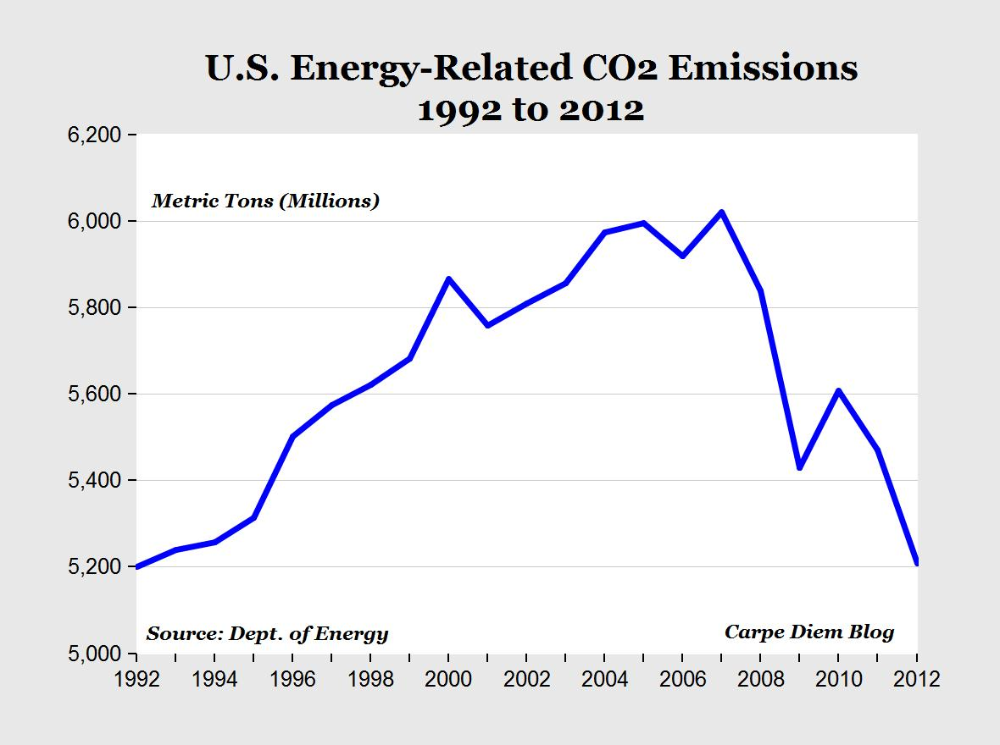 U.S. Energy-Related CO2 Emissions
1992 to 2012
6,200
Metric Tons (Millions)
6,000
5,800
5,600
5,400
5,200
Source: Dept. of Energy
Carpe Diem Blog
5,000
1992 1994 1996 1998 2000 2002 2004 2006 2008 2010 2012